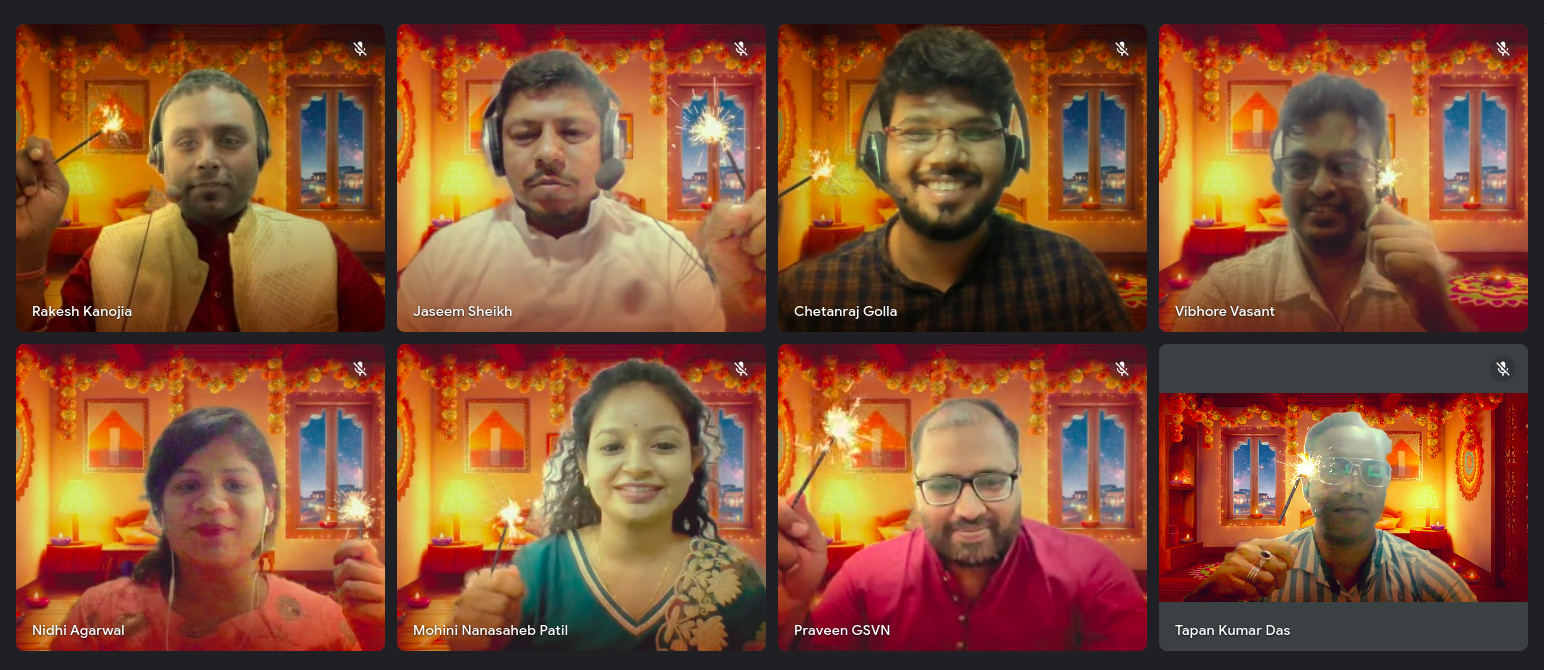 Rakesh Kanojia
Jaseem Sheikh
Chetanraj Golla
Vibhore Vasant
Nidhi Agarwal
Mohini Nanasaheb Patil
Praveen GSVN
Tapan Kumar Das